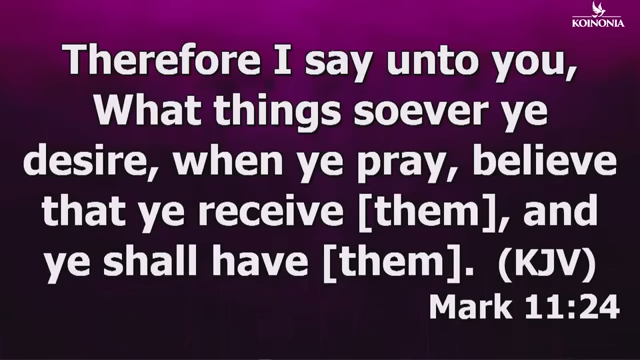 KOINONIA
Therefore I say unto you,
What things soever ye
desire, when ye pray, believe
that ye receive [them], and
ye shall have [them]. (KJV)
Mark 11:24